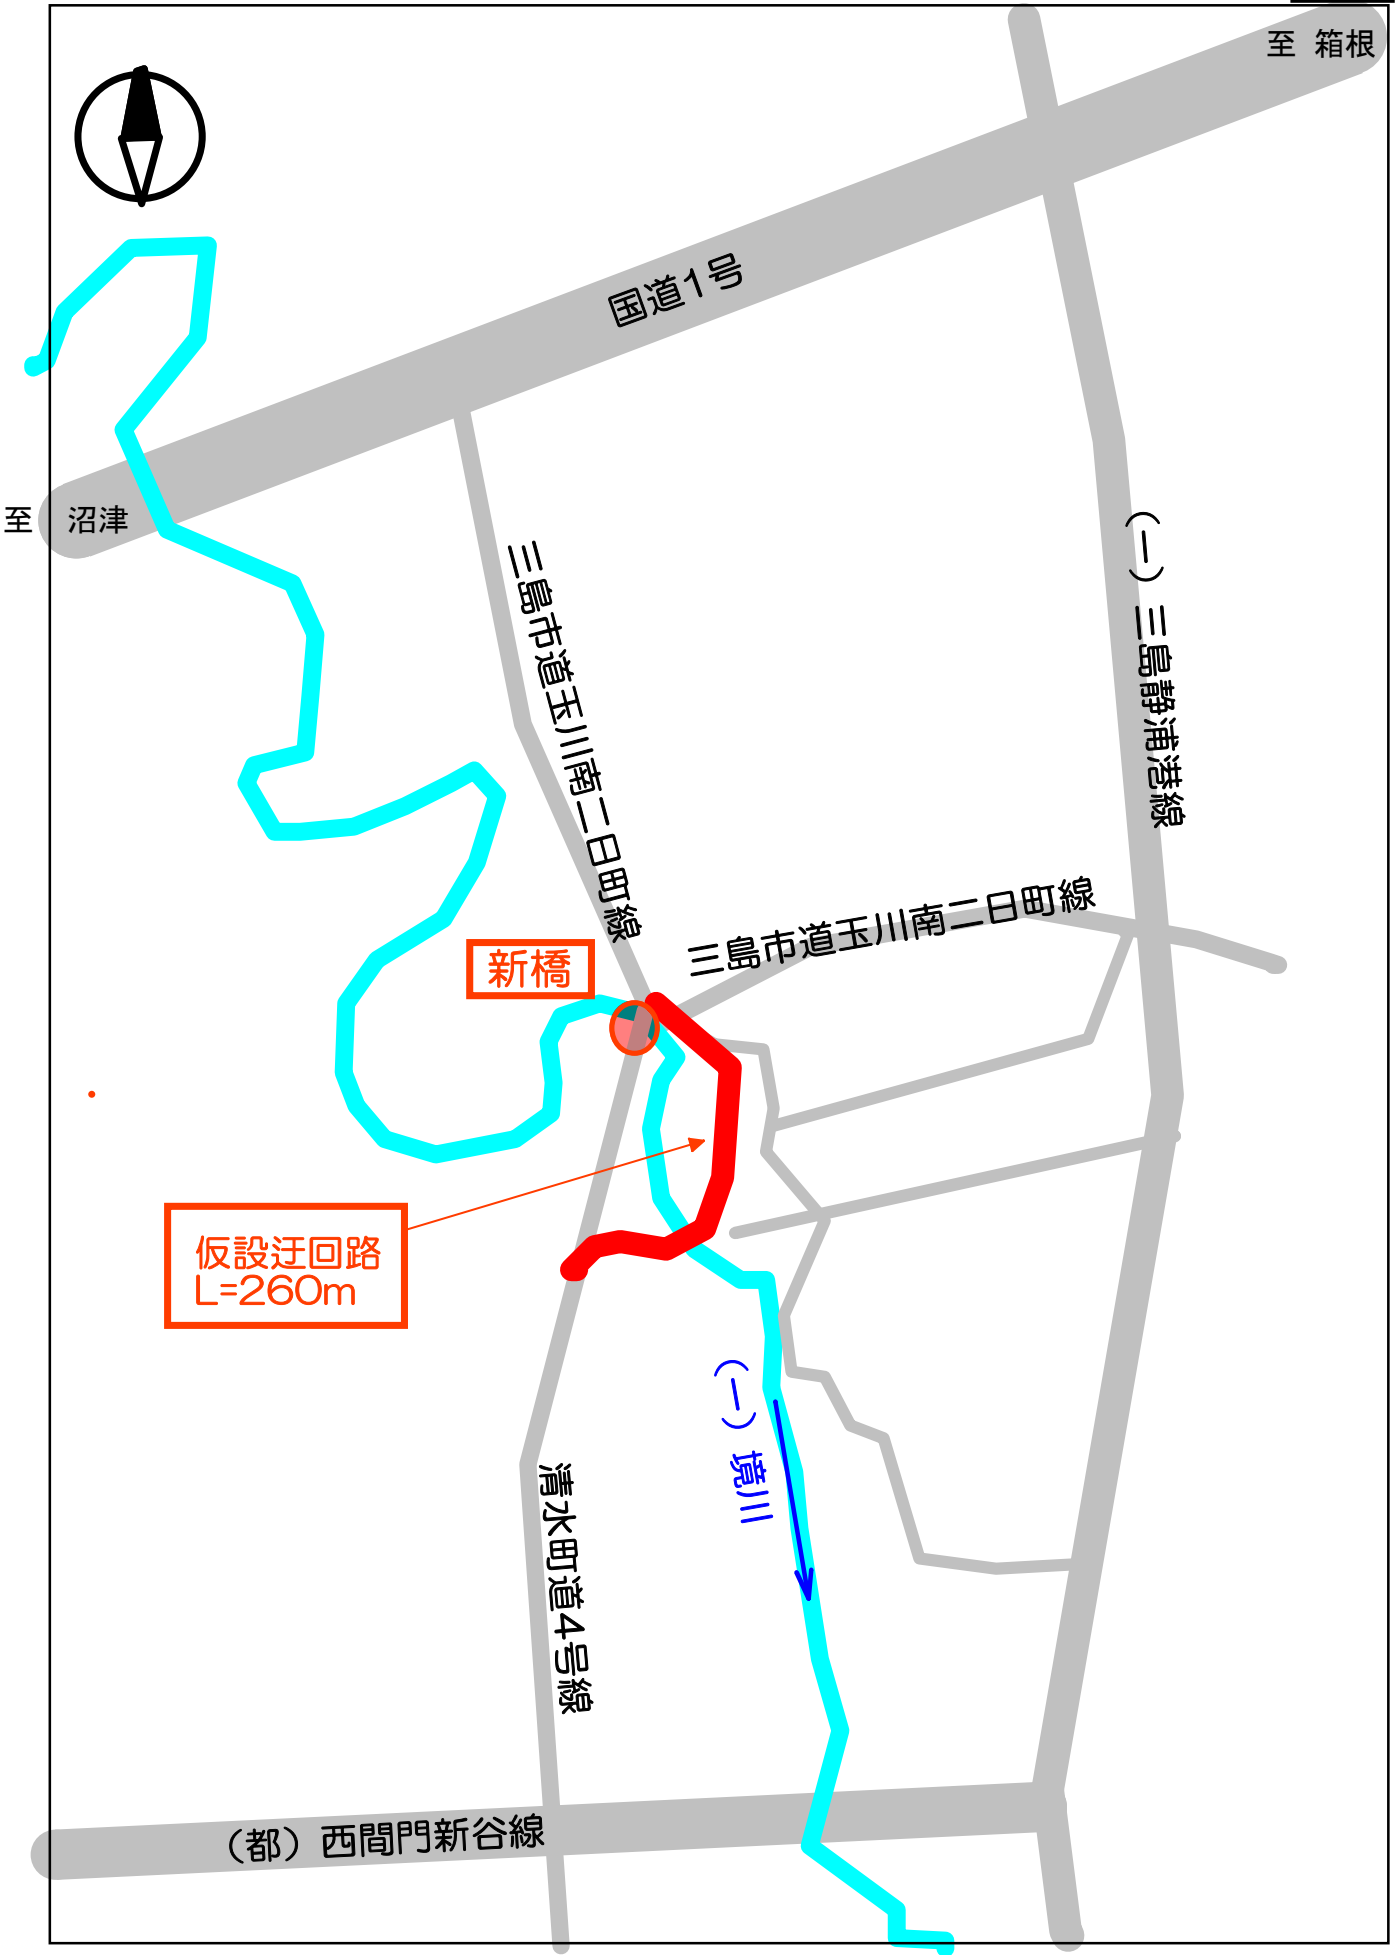 至 箱根
国道1号
至 沼津
三島市道玉川南二日町線
(一)三島静浦港線
三島市道玉川南二日町線
新橋
仮設迂回路
L=260m
(一)境川
清水町道4号線
(都)西間門新谷線